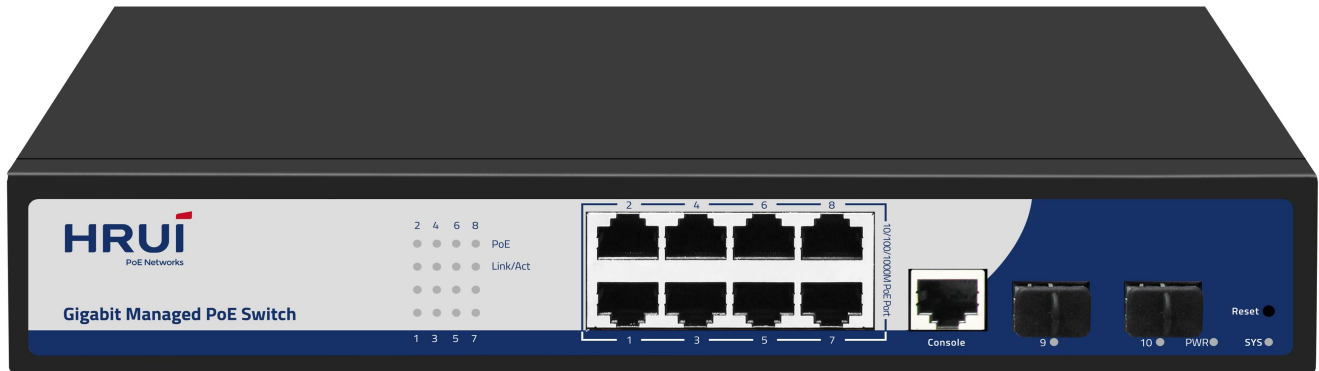 HRUI
PoE Networks
Gigabit Managed PoE Switch
2 4 6 8
PoE
Link/Act
1 3 5 7
2 4 6 8
10/100/1000M PoE Port
1 3 5 7
Console
9
10
PWR
Reset
SYS